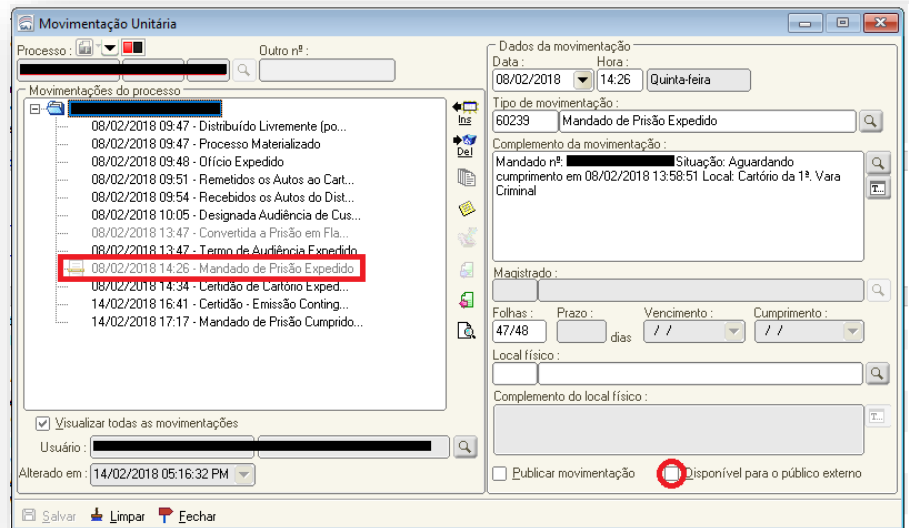 Movimentação Unitária
Processo :
Outro nº :
Movimentações do processo
08/02/2018 09:47 - Distribuído Livremente (po...
08/02/2018 09:47 - Processo Materializado
08/02/2018 09:48 - Ofício Expedido
08/02/2018 09:51 - Remetidos os Autos ao Cart...
08/02/2018 09:54 - Recebidos os Autos do Dist...
08/02/2018 10:05 - Designada Audiência de Cus...
08/02/2018 13:47 - Convertida a Prisão em Fla...
08/02/2018 13:47 - Termo de Audiência Expedido
08/02/2018 14:26 - Mandado de Prisão Expedido
08/02/2018 14:34 - Certidão de Cartório Exped...
14/02/2018 16:41 - Certidão - Emissão Conting...
14/02/2018 17:17 - Mandado de Prisão Cumprido...
Visualizar todas as movimentações
Usuário :
Alterado em : 14/02/2018 05:16:32 PM
Ins
Del
Dados da movimentação
Data : Hora :
08/02/2018 14:26 Quinta-feira
Tipo de movimentação :
60239 Mandado de Prisão Expedido
Complemento da movimentação :
Mandado nº: Situação: Aguardando
cumprimento em 08/02/2018 13:58:51 Local: Cartório da 1ª. Vara
Criminal
T...
Magistrado :
Folhas : Prazo : Vencimento : Cumprimento :
47/48 dias / / / /
Local físico :
Complemento do local físico :
T...
Publicar movimentação Disponível para o público externo
Salvar Limpar Fechar